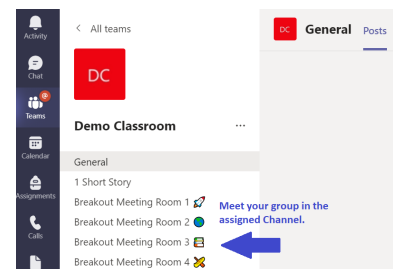 Activity
Chat
@
Teams
Calendar
Assignments
Calls
< All teams
DC
Demo Classroom ...
General
1 Short Story
Breakout Meeting Room 1 🚀
Breakout Meeting Room 2 🌎
Breakout Meeting Room 3
Breakout Meeting Room 4
DC General Posts
Meet your group in the
assigned Channel.